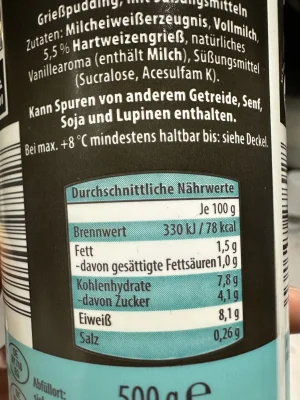 Grießpudding, mit Süßungsmitteln
Zutaten: Milcheiweißerzeugnis, Vollmilch,
5,5 % Hartweizengrieß, natürliches
Vanillearoma (enthält Milch), Süßungsmittel
(Sucralose, Acesulfam K).
Kann Spuren von anderem Getreide, Senf,
Soja und Lupinen enthalten.
Bei max. +8 °C mindestens haltbar bis: siehe Deckel.
Durchschnittliche Nährwerte
Je 100 g
Brennwert 330 kJ / 78 kcal
Fett 1,5 g
-davon gesättigte Fettsäuren 1,0 g
Kohlenhydrate 7,8 g
-davon Zucker 4,1 g
Eiweiß 8,1 g
Salz 0,26 g
Abfüllort:
500 g e